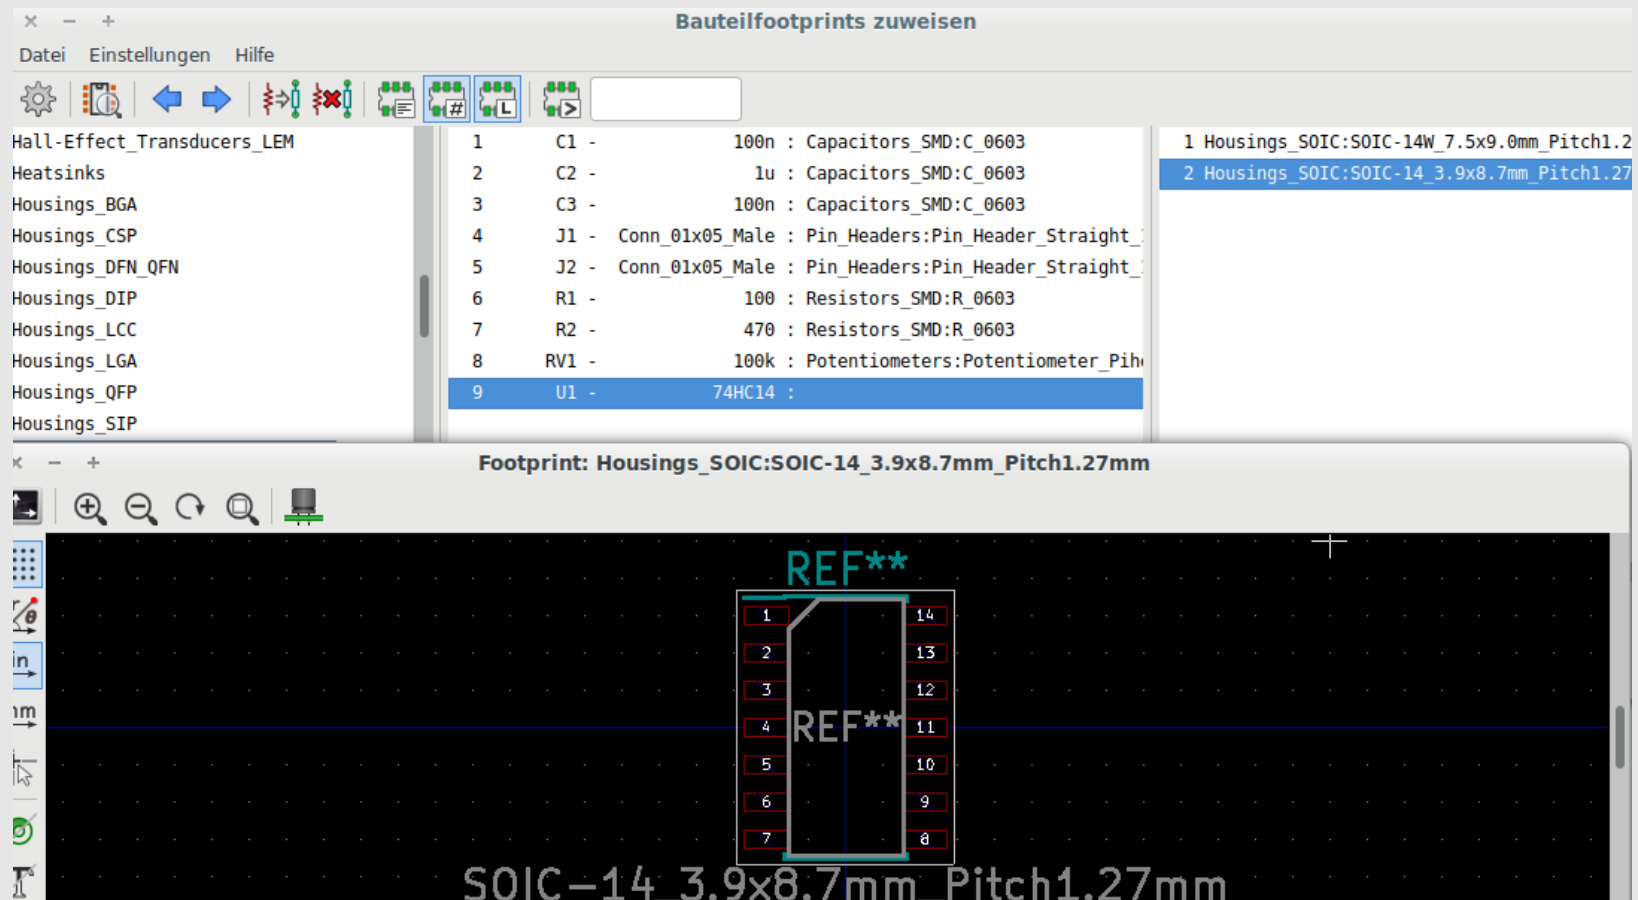 Bauteilfootprints zuweisen
Datei Einstellungen Hilfe
Hall-Effect_Transducers_LEM
Heatsinks
Housings_BGA
Housings_CSP
Housings_DFN_QFN
Housings_DIP
Housings_LCC
Housings_LGA
Housings_QFP
Housings_SIP
1 C1 - 100n : Capacitors_SMD:C_0603
2 C2 - 1u : Capacitors_SMD:C_0603
3 C3 - 100n : Capacitors_SMD:C_0603
4 J1 - Conn_01x05_Male : Pin_Headers:Pin_Header_Straight_
5 J2 - Conn_01x05_Male : Pin_Headers:Pin_Header_Straight_
6 R1 - 100 : Resistors_SMD:R_0603
7 R2 - 470 : Resistors_SMD:R_0603
8 RV1 - 100k : Potentiometers:Potentiometer_Pih
9 U1 - 74HC14 :
1 Housings_SOIC:SOIC-14W_7.5x9.0mm_Pitch1.2
2 Housings_SOIC:SOIC-14_3.9x8.7mm_Pitch1.27
Footprint: Housings_SOIC:SOIC-14_3.9x8.7mm_Pitch1.27mm
in
mm
REF**
1 14
2 13
3 12
4 REF** 11
5 10
6 9
7 8
SOIC-14_3.9x8.7mm_Pitch1.27mm